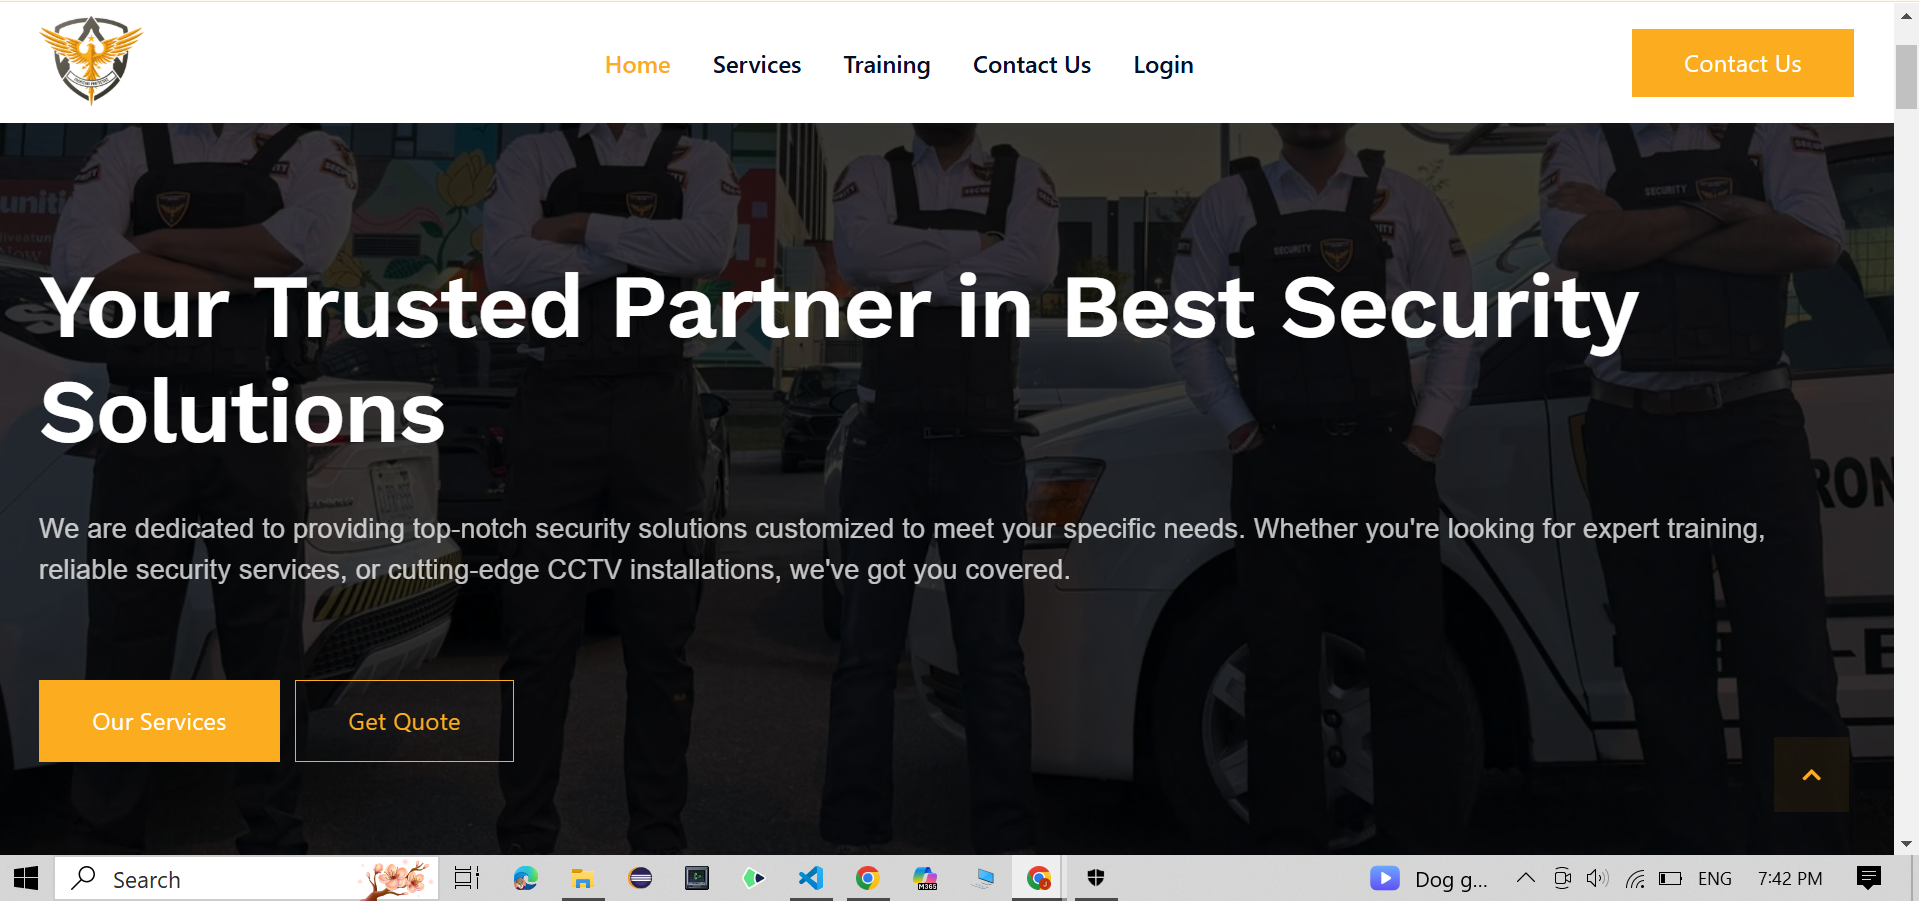 Home Services Training Contact Us Login
Contact Us
SECURITY
SECURITY
Your Trusted Partner in Best Security
Solutions
We are dedicated to providing top-notch security solutions customized to meet your specific needs. Whether you're looking for expert training,
reliable security services, or cutting-edge CCTV installations, we've got you covered.
Our Services
Get Quote
Search
M365
Dog g...
ENG
7:42 PM